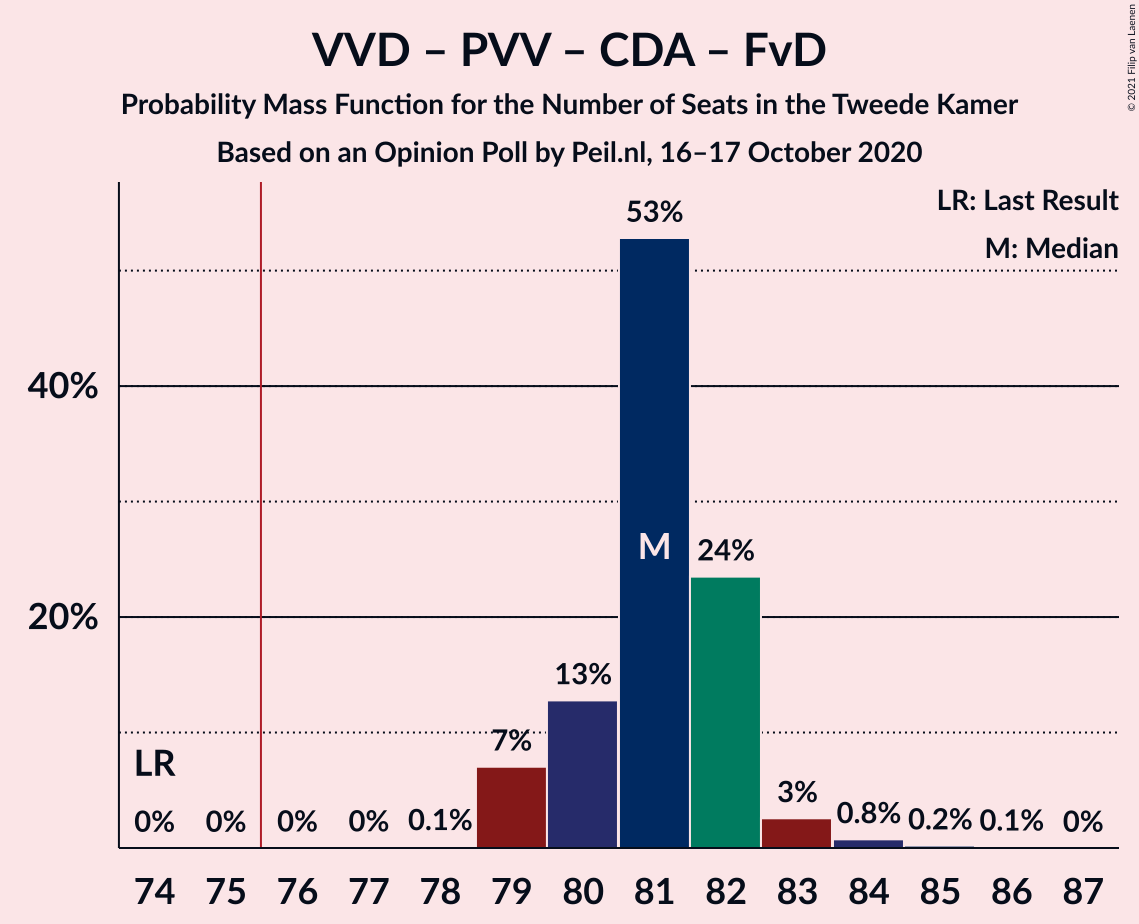 VVD – PVV – CDA – FvD
Probability Mass Function for the Number of Seats in the Tweede Kamer
Based on an Opinion Poll by Peil.nl, 16–17 October 2020
© 2021 Filip van Laenen
LR: Last Result
M: Median
53%
40%
M
24%
20%
13%
7%
LR
3%
0% 0% 0% 0% 0.1% 0.8% 0.2% 0.1% 0%
74 75 76 77 78 79 80 81 82 83 84 85 86 87